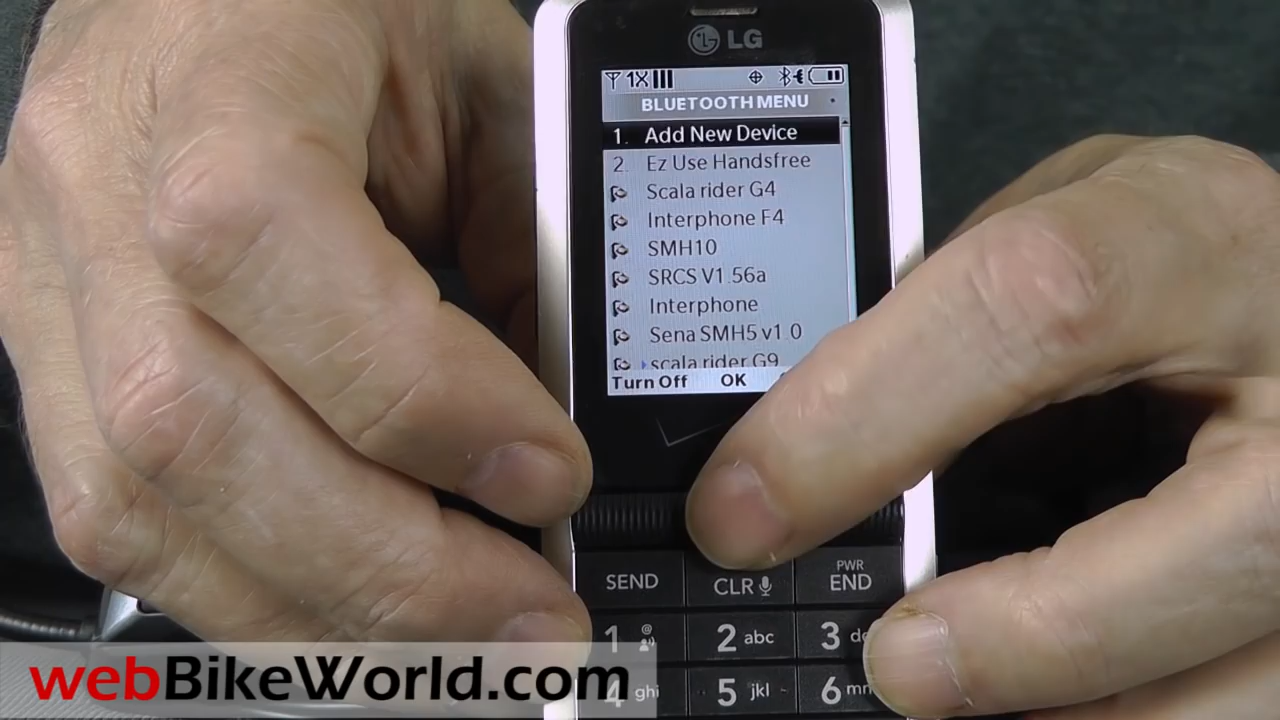 LG
1X
BLUETOOTH MENU
1. Add New Device
2. Ez Use Handsfree
Scala rider G4
Interphone F4
SMH10
SRCS V1.56a
Interphone
Sena SMH5 v1.0
scala rider G9
Turn Off OK
SEND CLR PWR END
1 @ 2 abc 3 d
4 ghi 5 jkl 6 m
webBikeWorld.com